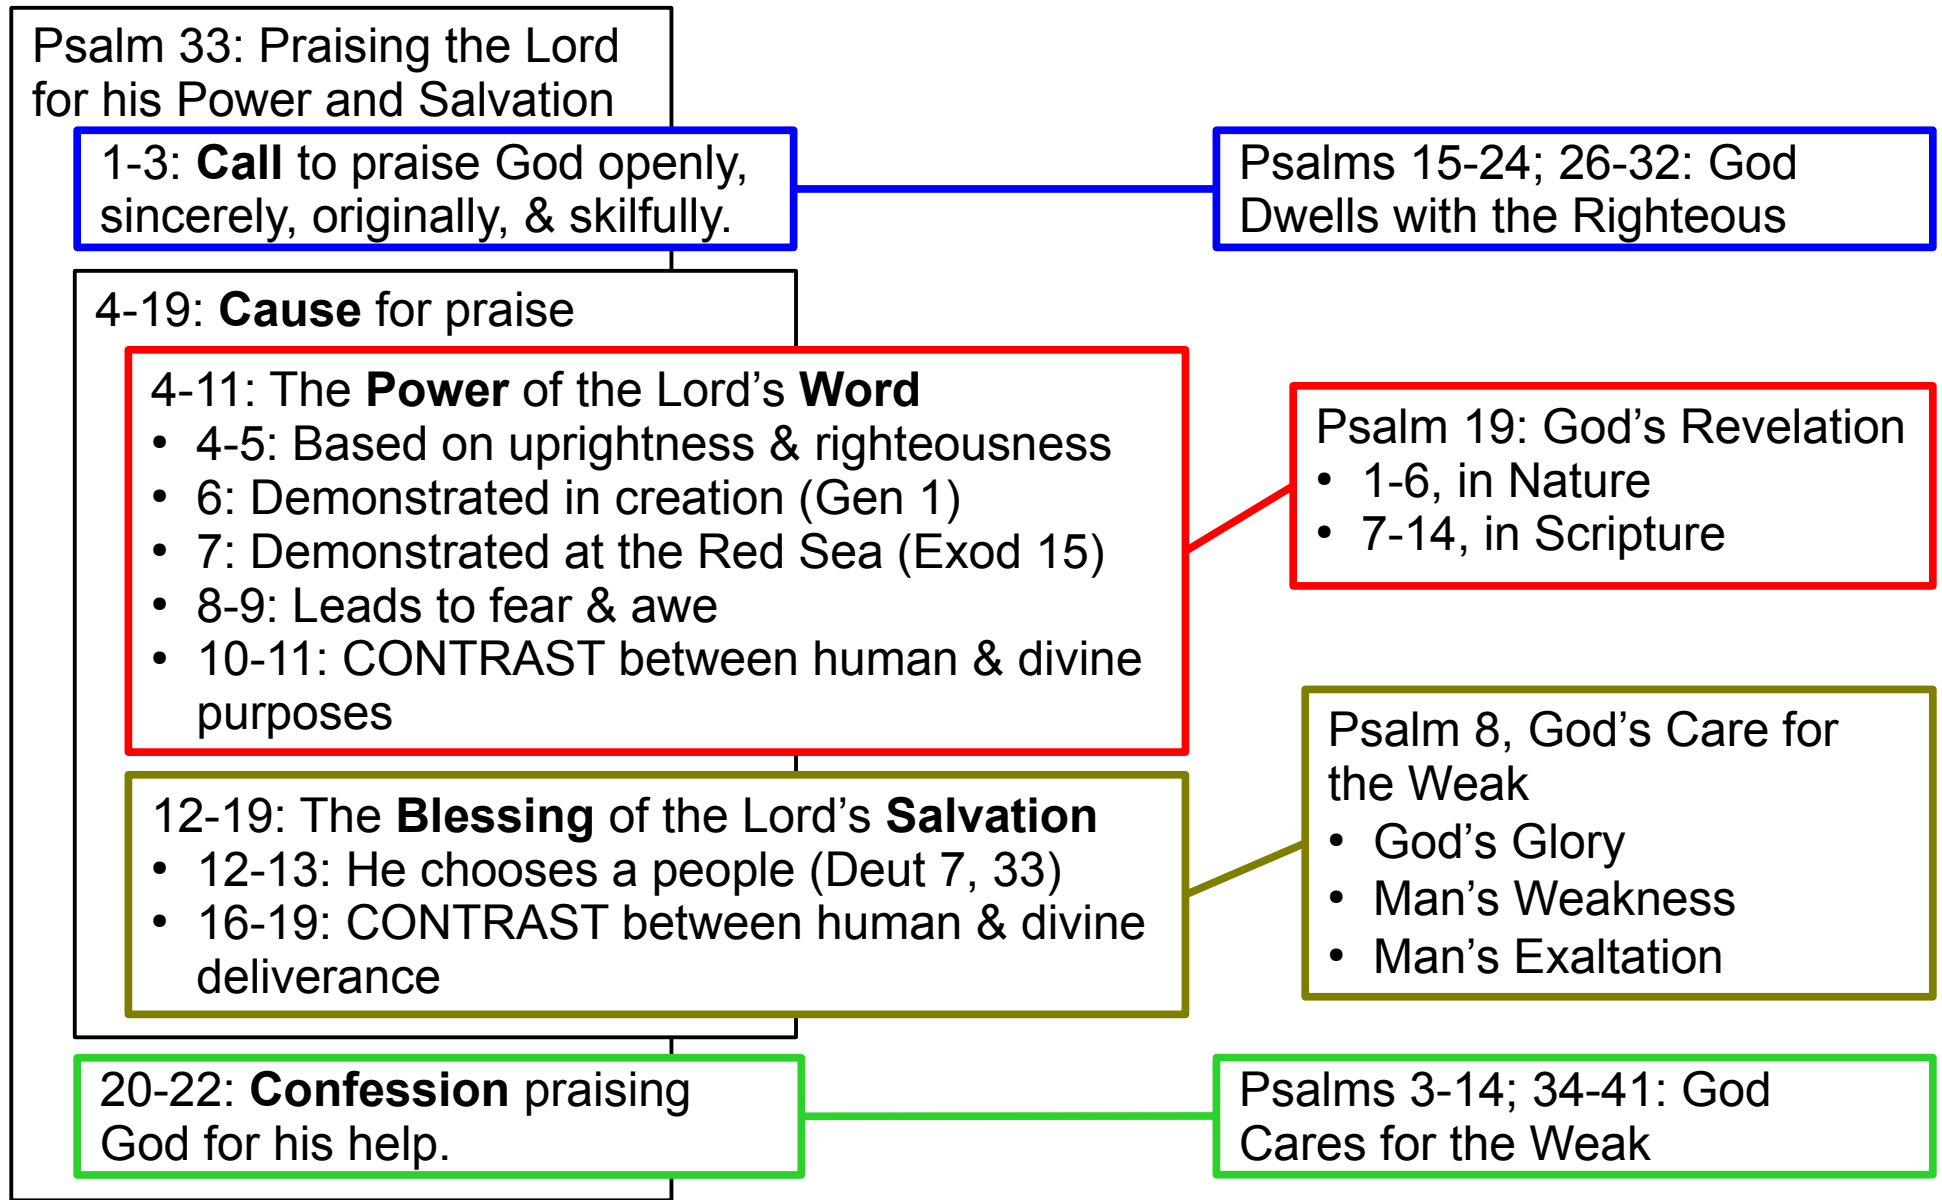 Psalm 33: Praising the Lord
for his Power and Salvation
1-3: Call to praise God openly,
sincerely, originally, & skilfully.
Psalms 15-24; 26-32: God
Dwells with the Righteous
4-19: Cause for praise
4-11: The Power of the Lord’s Word
• 4-5: Based on uprightness & righteousness
• 6: Demonstrated in creation (Gen 1)
• 7: Demonstrated at the Red Sea (Exod 15)
• 8-9: Leads to fear & awe
• 10-11: CONTRAST between human & divine
purposes
Psalm 19: God’s Revelation
• 1-6, in Nature
• 7-14, in Scripture
12-19: The Blessing of the Lord’s Salvation
• 12-13: He chooses a people (Deut 7, 33)
• 16-19: CONTRAST between human & divine
deliverance
Psalm 8, God’s Care for
the Weak
• God’s Glory
• Man’s Weakness
• Man’s Exaltation
20-22: Confession praising
God for his help.
Psalms 3-14; 34-41: God
Cares for the Weak